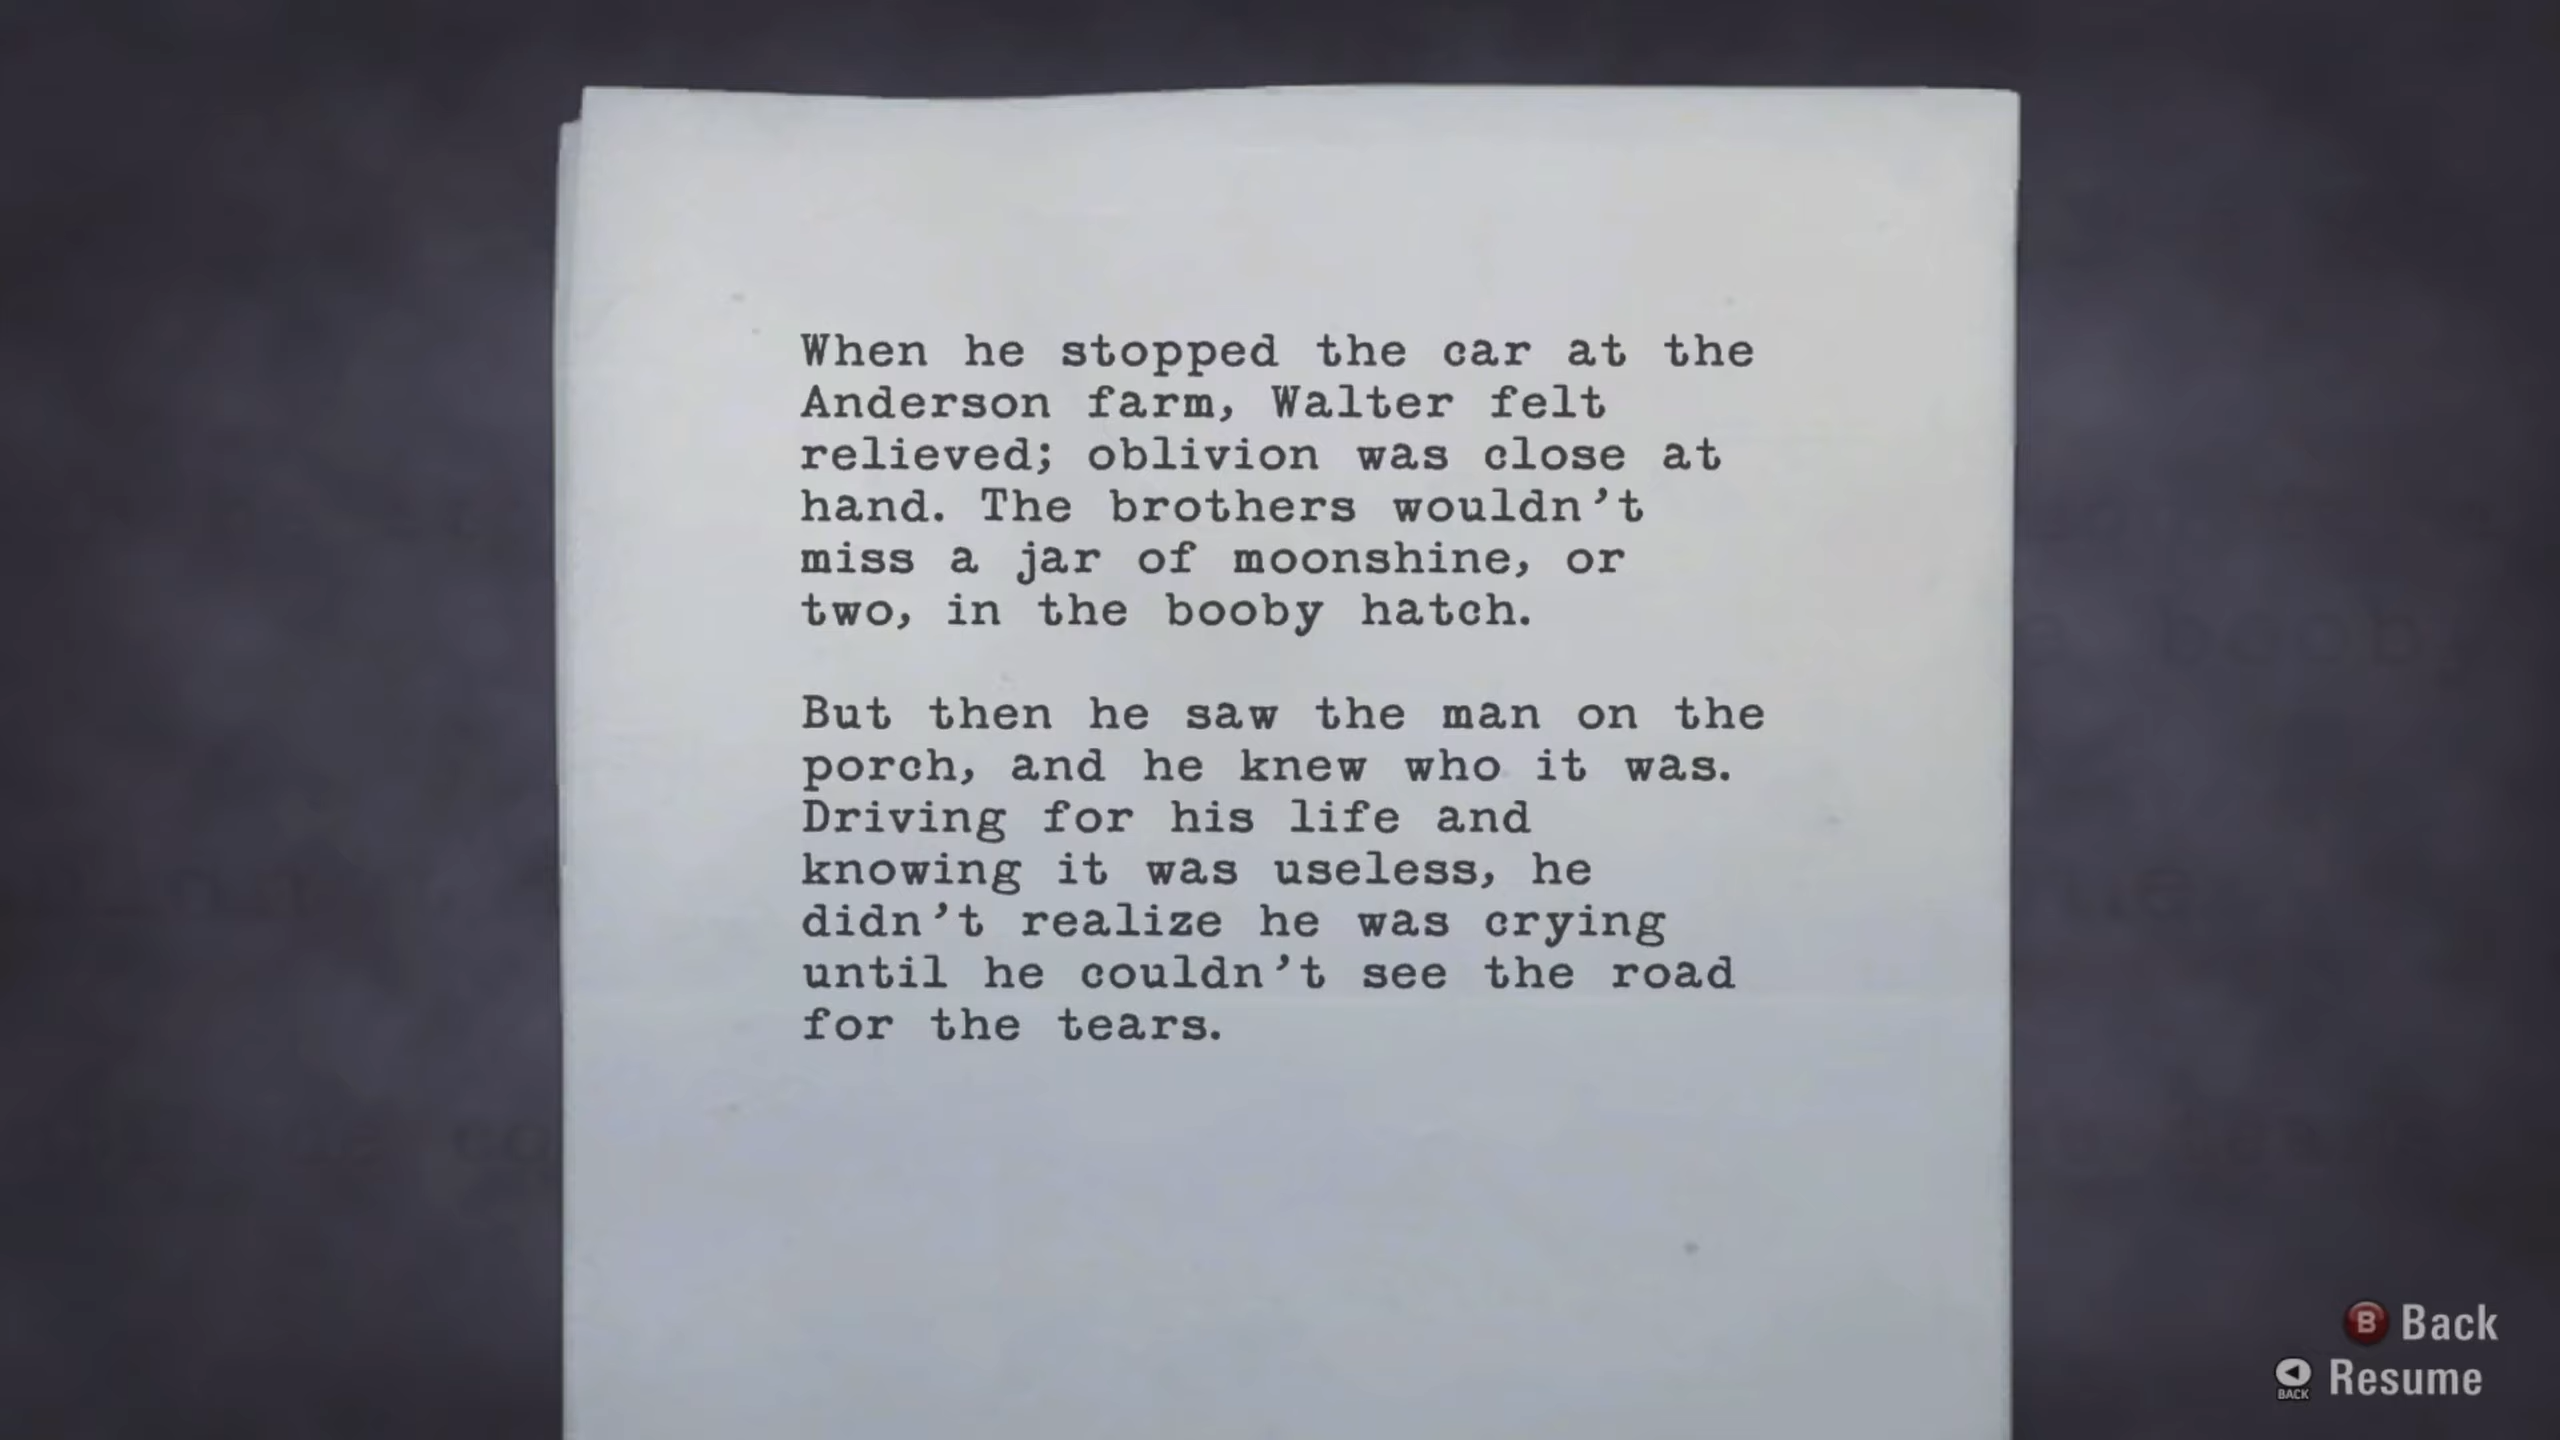 When he stopped the car at the
Anderson farm, Walter felt
relieved; oblivion was close at
hand. The brothers wouldn't
miss a jar of moonshine, or
two, in the booby hatch.
But then he saw the man on the
porch, and he knew who it was.
Driving for his life and
knowing it was useless, he
didn't realize he was crying
until he couldn't see the road
for the tears.
B Back
BACK Resume